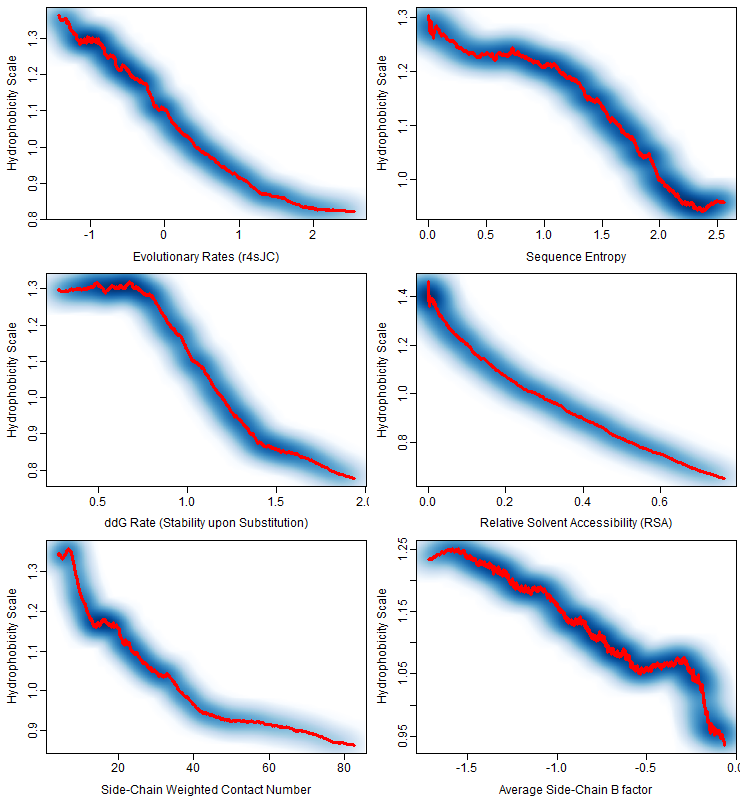 Hydrophobicity Scale
0.8 0.9 1.0 1.1 1.2 1.3
-1 0 1 2
Evolutionary Rates (r4sJC)
Hydrophobicity Scale
1.0 1.1 1.2 1.3
0.0 0.5 1.0 1.5 2.0 2.5
Sequence Entropy
Hydrophobicity Scale
0.8 0.9 1.0 1.1 1.2 1.3
0.5 1.0 1.5 2.0
ddG Rate (Stability upon Substitution)
Hydrophobicity Scale
0.8 1.0 1.2 1.4
0.0 0.2 0.4 0.6
Relative Solvent Accessibility (RSA)
Hydrophobicity Scale
0.9 1.0 1.1 1.2 1.3
20 40 60 80
Side-Chain Weighted Contact Number
Hydrophobicity Scale
0.95 1.05 1.15 1.25
-1.5 -1.0 -0.5 0.0
Average Side-Chain B factor